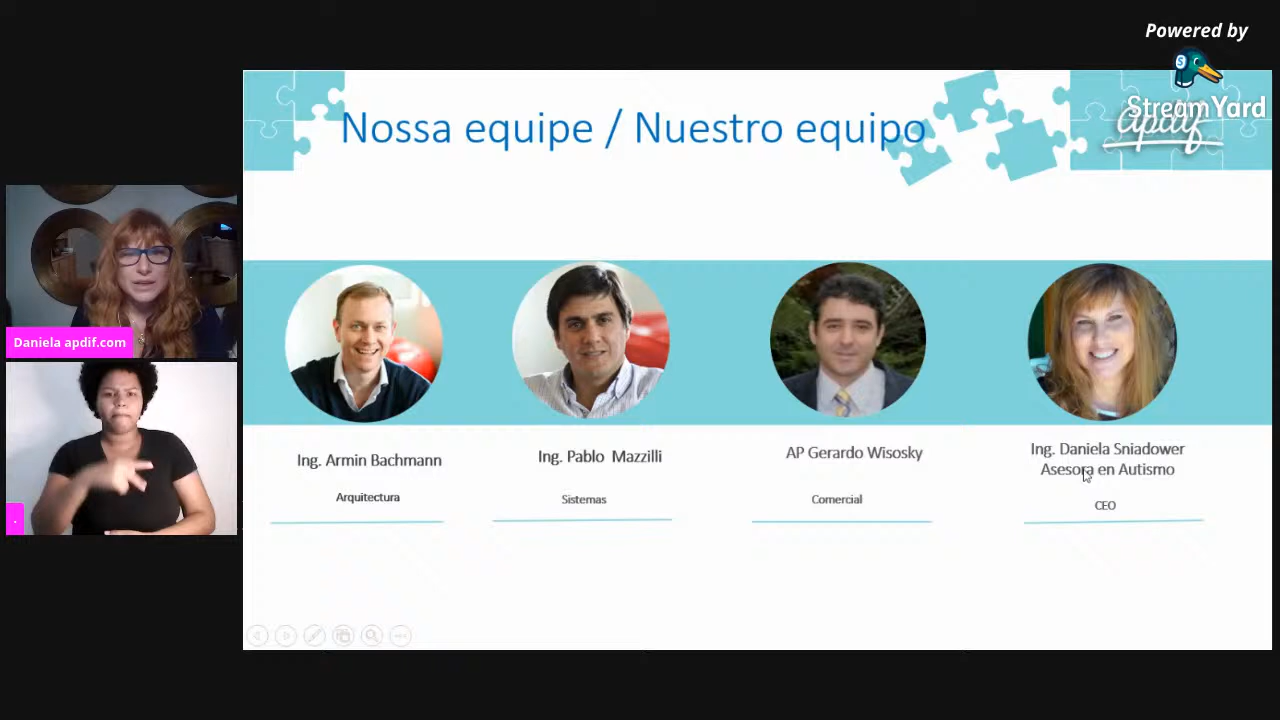 Powered by
StreamYard
Nossa equipe / Nuestro equipo
apdif
Daniela apdif.com
Ing. Armin Bachmann
Arquitectura
Ing. Pablo Mazzilli
Sistemas
AP Gerardo Wisosky
Comercial
Ing. Daniela Sniadower
Asesora en Autismo
CEO